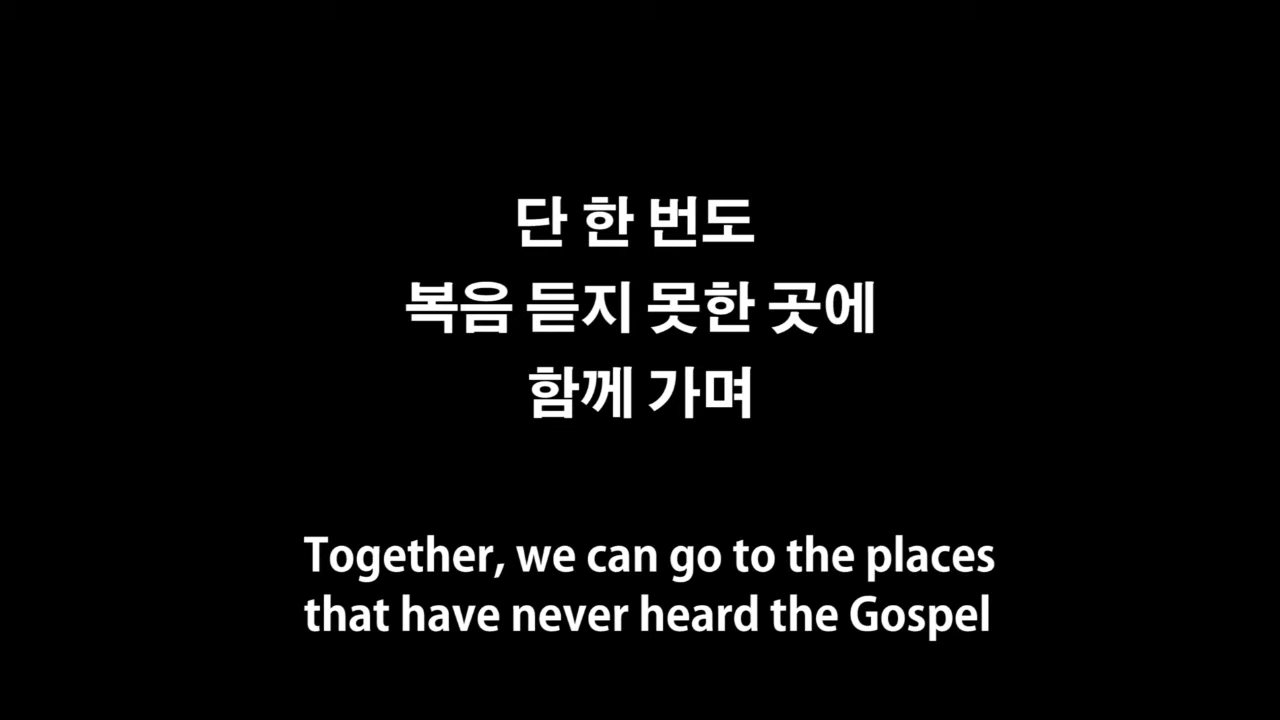 단 한 번도
복음 듣지 못한 곳에
함께 가며
Together, we can go to the places
that have never heard the Gospel